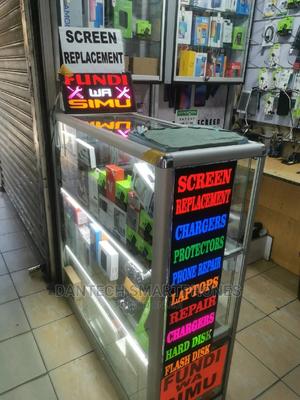 SCREEN
REPLACEMENT
FUNDI
WA
SIMU
SCREEN
REPLACEMENT
CHARGERS
PROTECTORS
PHONE REPAIR
LAPTOPS
REPAIR
CHARGERS
HARD DISK
FLASH DISK
FUNDI
WA
SIMU
DANTECH SMARTPHONES